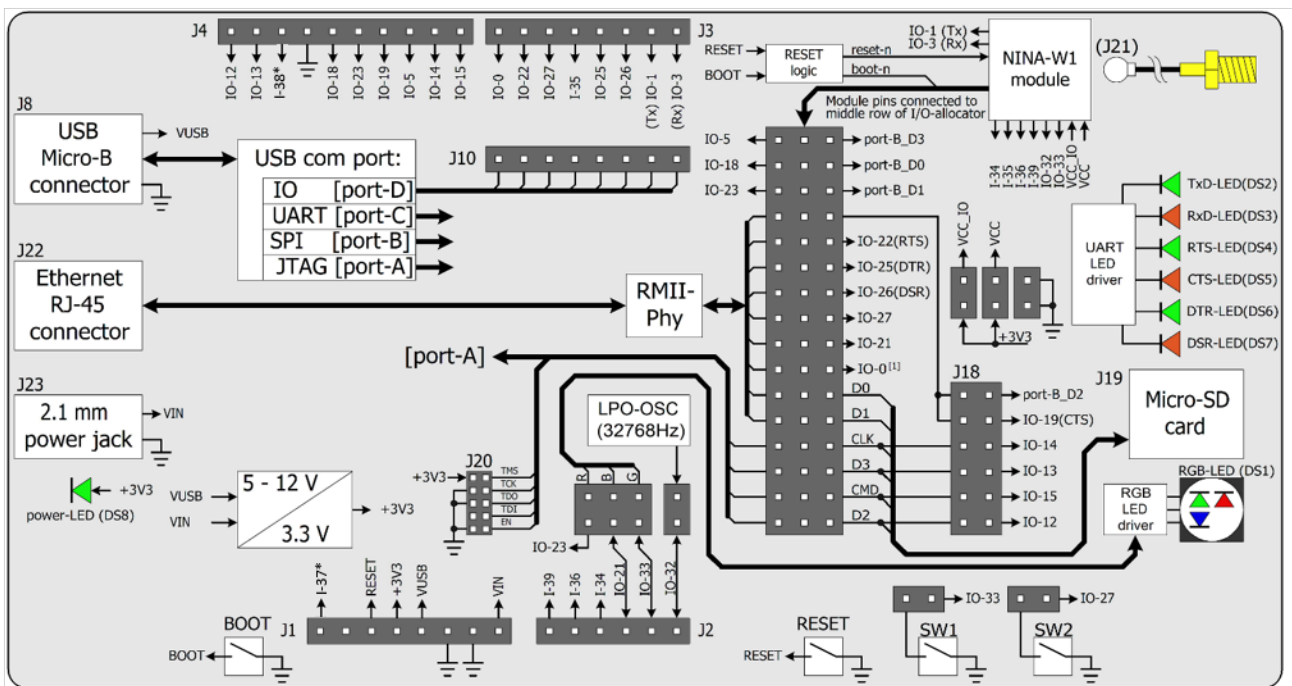 J4
J3
IO-12
IO-13
I-38*
IO-18
IO-23
IO-19
IO-5
IO-14
IO-15
IO-0
IO-22
IO-27
I-35
IO-25
IO-26
IO-1
(Tx)
IO-3
(Rx)
RESET
BOOT
RESET
logic
reset-n
boot-n
IO-1 (Tx)
IO-3 (Rx)
NINA-W1
module
(J21)
Module pins connected to
middle row of I/O-allocator
I-34
I-35
I-36
I-39
IO-32
IO-33
VCC_IO
VCC
J8
USB
Micro-B
connector
VUSB
USB com port:
IO [port-D]
UART [port-C]
SPI [port-B]
JTAG [port-A]
J10
IO-5
IO-18
IO-23
port-B_D3
port-B_D0
port-B_D1
IO-22(RTS)
IO-25(DTR)
IO-26(DSR)
IO-27
IO-21
IO-0[1]
D0
D1
CLK
D3
CMD
D2
VCC_IO
VCC
+3V3
UART
LED
driver
TxD-LED(DS2)
RxD-LED(DS3)
RTS-LED(DS4)
CTS-LED(DS5)
DTR-LED(DS6)
DSR-LED(DS7)
J22
Ethernet
RJ-45
connector
RMII-
Phy
[port-A]
J18
port-B_D2
IO-19(CTS)
IO-14
IO-13
IO-15
IO-12
J19
Micro-SD
card
J23
2.1 mm
power jack
VIN
LPO-OSC
(32768Hz)
RGB-LED (DS1)
RGB
LED
driver
+3V3
power-LED (DS8)
VUSB
VIN
5 - 12 V
3.3 V
+3V3
J20
+3V3
TMS
TCK
TDO
TDI
EN
R
B
G
IO-23
I-37*
RESET
+3V3
VUSB
VIN
I-39
I-36
I-34
IO-21
IO-33
IO-32
J1
J2
BOOT
BOOT
RESET
RESET
IO-33
SW1
IO-27
SW2